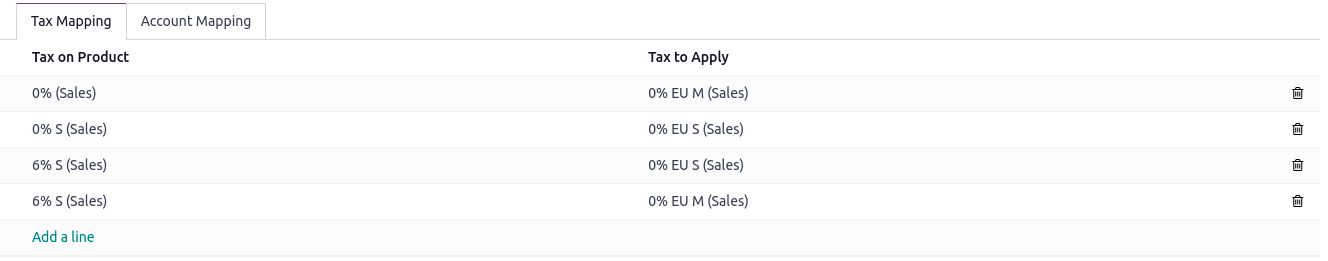 Tax Mapping Account Mapping
Tax on Product Tax to Apply
0% (Sales) 0% EU M (Sales)
0% S (Sales) 0% EU S (Sales)
6% S (Sales) 0% EU S (Sales)
6% S (Sales) 0% EU M (Sales)
Add a line